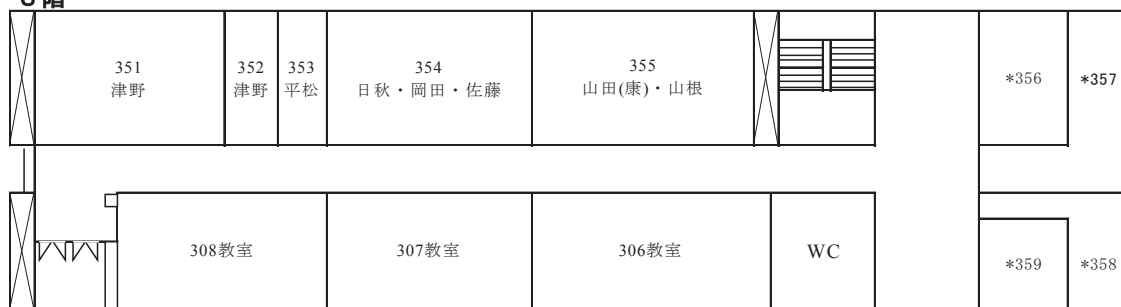 3階
351
津野
352
津野
353
平松
354
日秋・岡田・佐藤
355
山田(康)・山根
*356
*357
308教室
307教室
306教室
WC
*359
*358